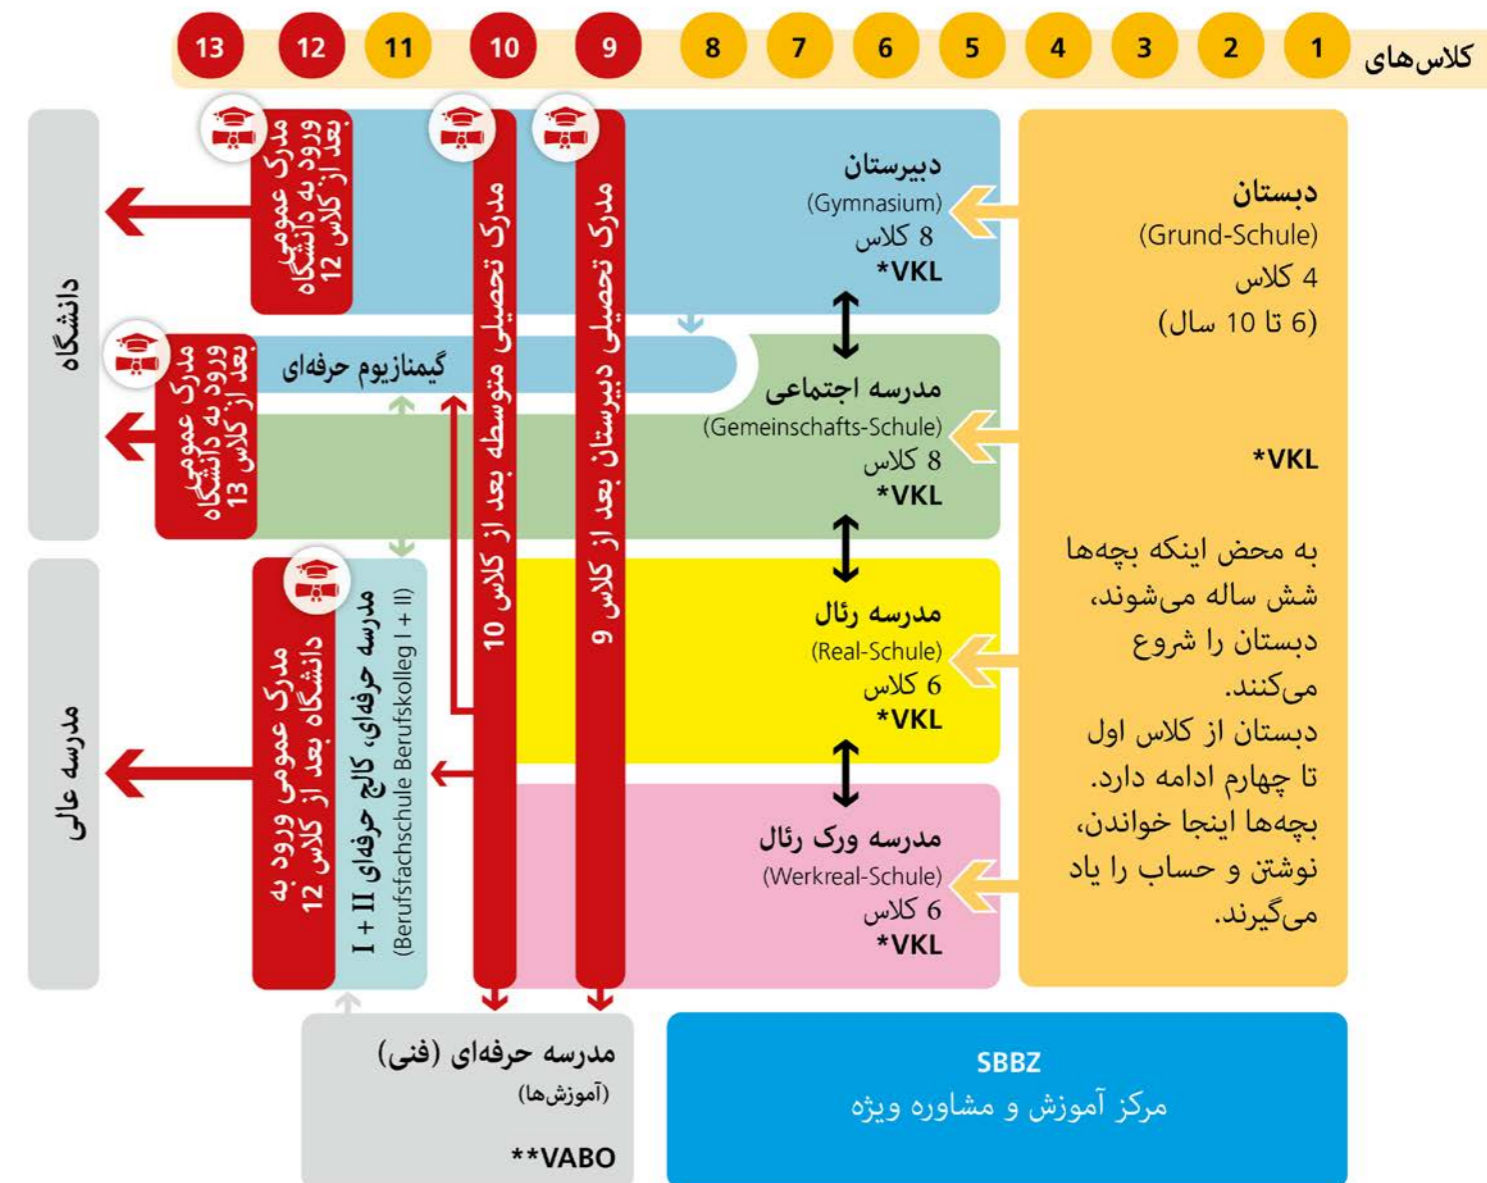 کلاس‌های
1 2 3 4 5 6 7 8 9 10 11 12 13
دبستان
(Grund-Schule)
4 کلاس
(6 تا 10 سال)
*VKL
به محض اینکه بچه‌ها
شش ساله می‌شوند،
دبستان را شروع
می‌کنند.
دبستان از کلاس اول
تا چهارم ادامه دارد.
بچه‌ها اینجا خواندن،
نوشتن و حساب را یاد
می‌گیرند.
دبیرستان
(Gymnasium)
8 کلاس
*VKL
مدرسه اجتماعی
(Gemeinschafts-Schule)
8 کلاس
*VKL
مدرسه رئال
(Real-Schule)
6 کلاس
*VKL
مدرسه ورک رئال
(Werkreal-Schule)
6 کلاس
*VKL
مدرک تحصیلی دبیرستان بعد از کلاس 9
مدرک تحصیلی متوسطه بعد از کلاس 10
گیمنازیوم حرفه‌ای
مدرک عمومی
ورود به دانشگاه
بعد از کلاس 12
مدرک عمومی
ورود به دانشگاه
بعد از کلاس 13
مدرسه حرفه‌ای، کالج حرفه‌ای I + II
(Berufsfachschule Berufskolleg I + II)
مدرک عمومی ورود به
دانشگاه بعد از کلاس 12
دانشگاه
مدرسه عالی
SBBZ
مرکز آموزش و مشاوره ویژه
مدرسه حرفه‌ای (فنی)
(آموزش‌ها)
**VABO